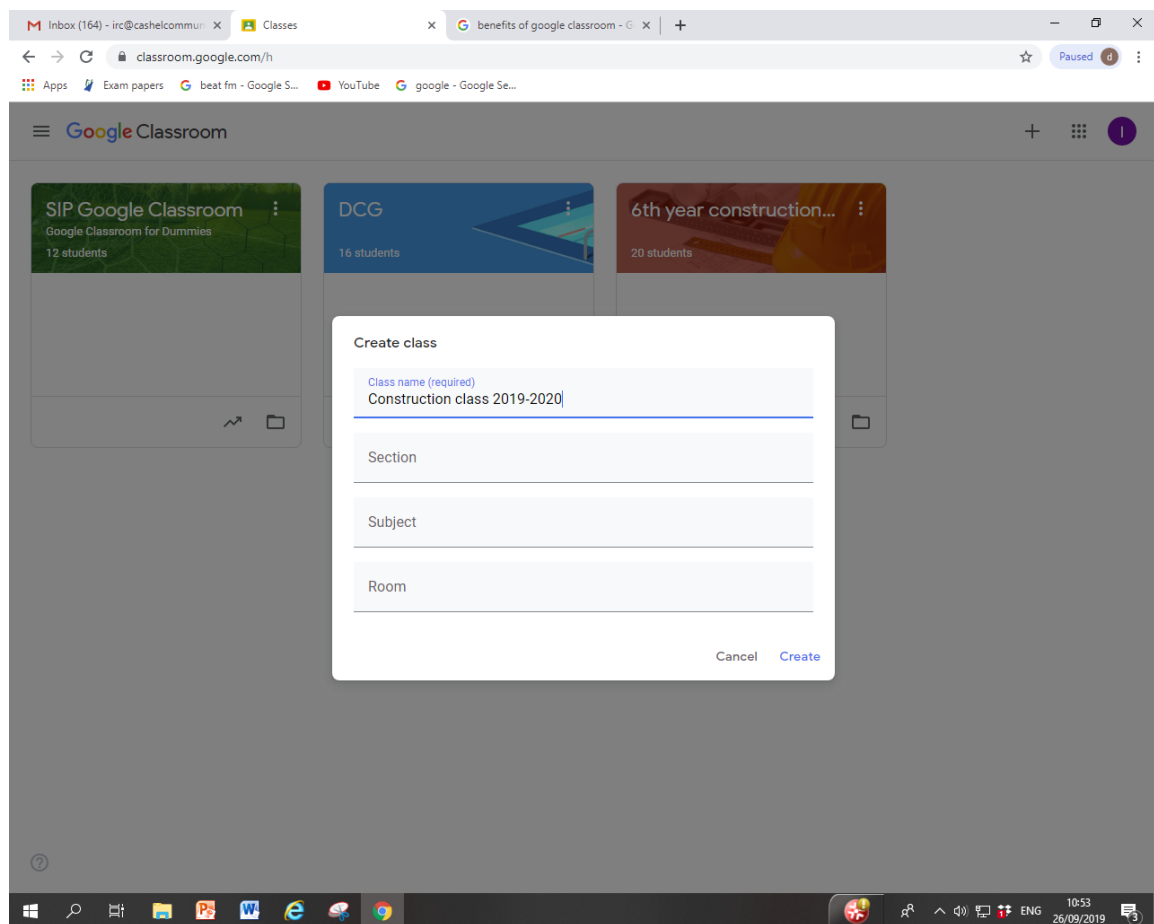 Inbox (164) - irc@cashelcommun
Classes
benefits of google classroom - G
classroom.google.com/h
Paused d
Apps Exam papers beat fm - Google S... YouTube google - Google Se...
Google Classroom
I
SIP Google Classroom
Google Classroom for Dummies
12 students
DCG
16 students
6th year construction...
20 students
Create class
Class name (required)
Construction class 2019-2020
Section
Subject
Room
Cancel Create
ENG
10:53
26/09/2019
3